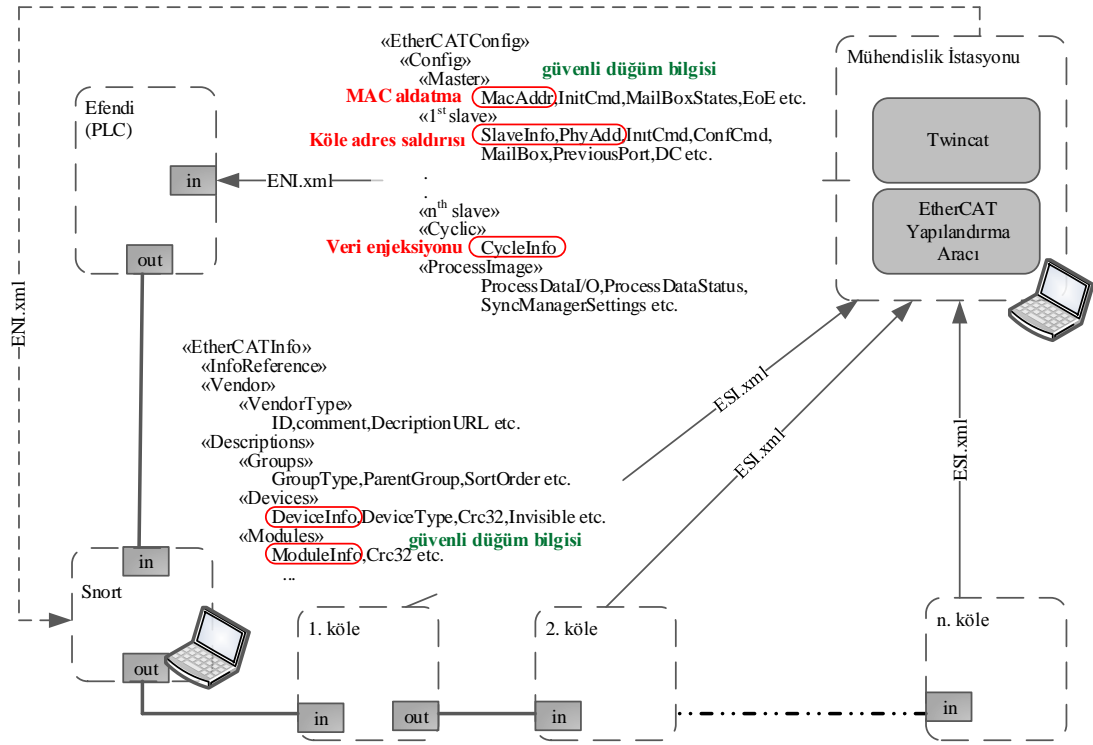 «EtherCATConfig»
«Config»
«Master»
güvenli düğüm bilgisi
MAC aldatma
MacAddr,InitCmd,MailBoxStates,EoE etc.
«1st slave»
Köle adres saldırısı
SlaveInfo,PhyAdd,InitCmd,ConfCmd,
MailBox,PreviousPort,DC etc.
.
.
«nth slave»
«Cyclic»
Veri enjeksiyonu
CycleInfo
«ProcessImage»
ProcessDataI/O,ProcessDataStatus,
SyncManagerSettings etc.
Efendi
(PLC)
in
ENI.xml
out
Mühendislik İstasyonu
Twincat
EtherCAT
Yapılandırma
Aracı
ENI.xml
«EtherCATInfo»
«InfoReference»
«Vendor»
«VendorType»
ID,comment,DecriptionURL etc.
«Descriptions»
«Groups»
GroupType,ParentGroup,SortOrder etc.
«Devices»
DeviceInfo,DeviceType,Crc32,Invisible etc.
«Modules»
güvenli düğüm bilgisi
ModuleInfo,Crc32 etc.
...
ESI.xml
ESI.xml
ESI.xml
in
Snort
out
1. köle
in
out
2. köle
in
n. köle
in